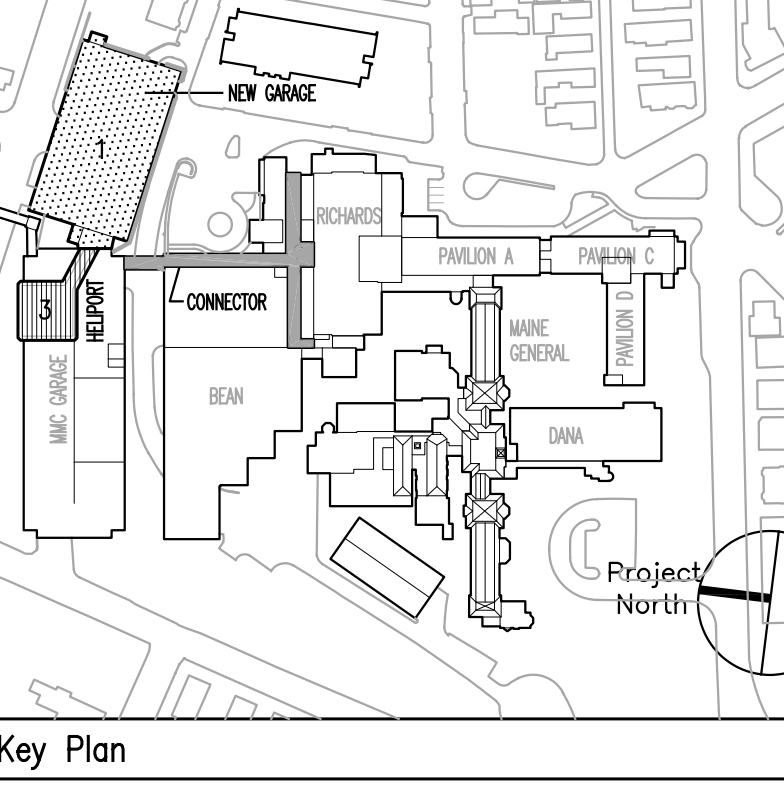 NEW GARAGE
1
RICHARDS
PAVILION A
PAVILION C
CONNECTOR
HELIPORT
3
PAVILION D
MAINE
GENERAL
MMC GARAGE
BEAN
DANA
Project
North
Key Plan